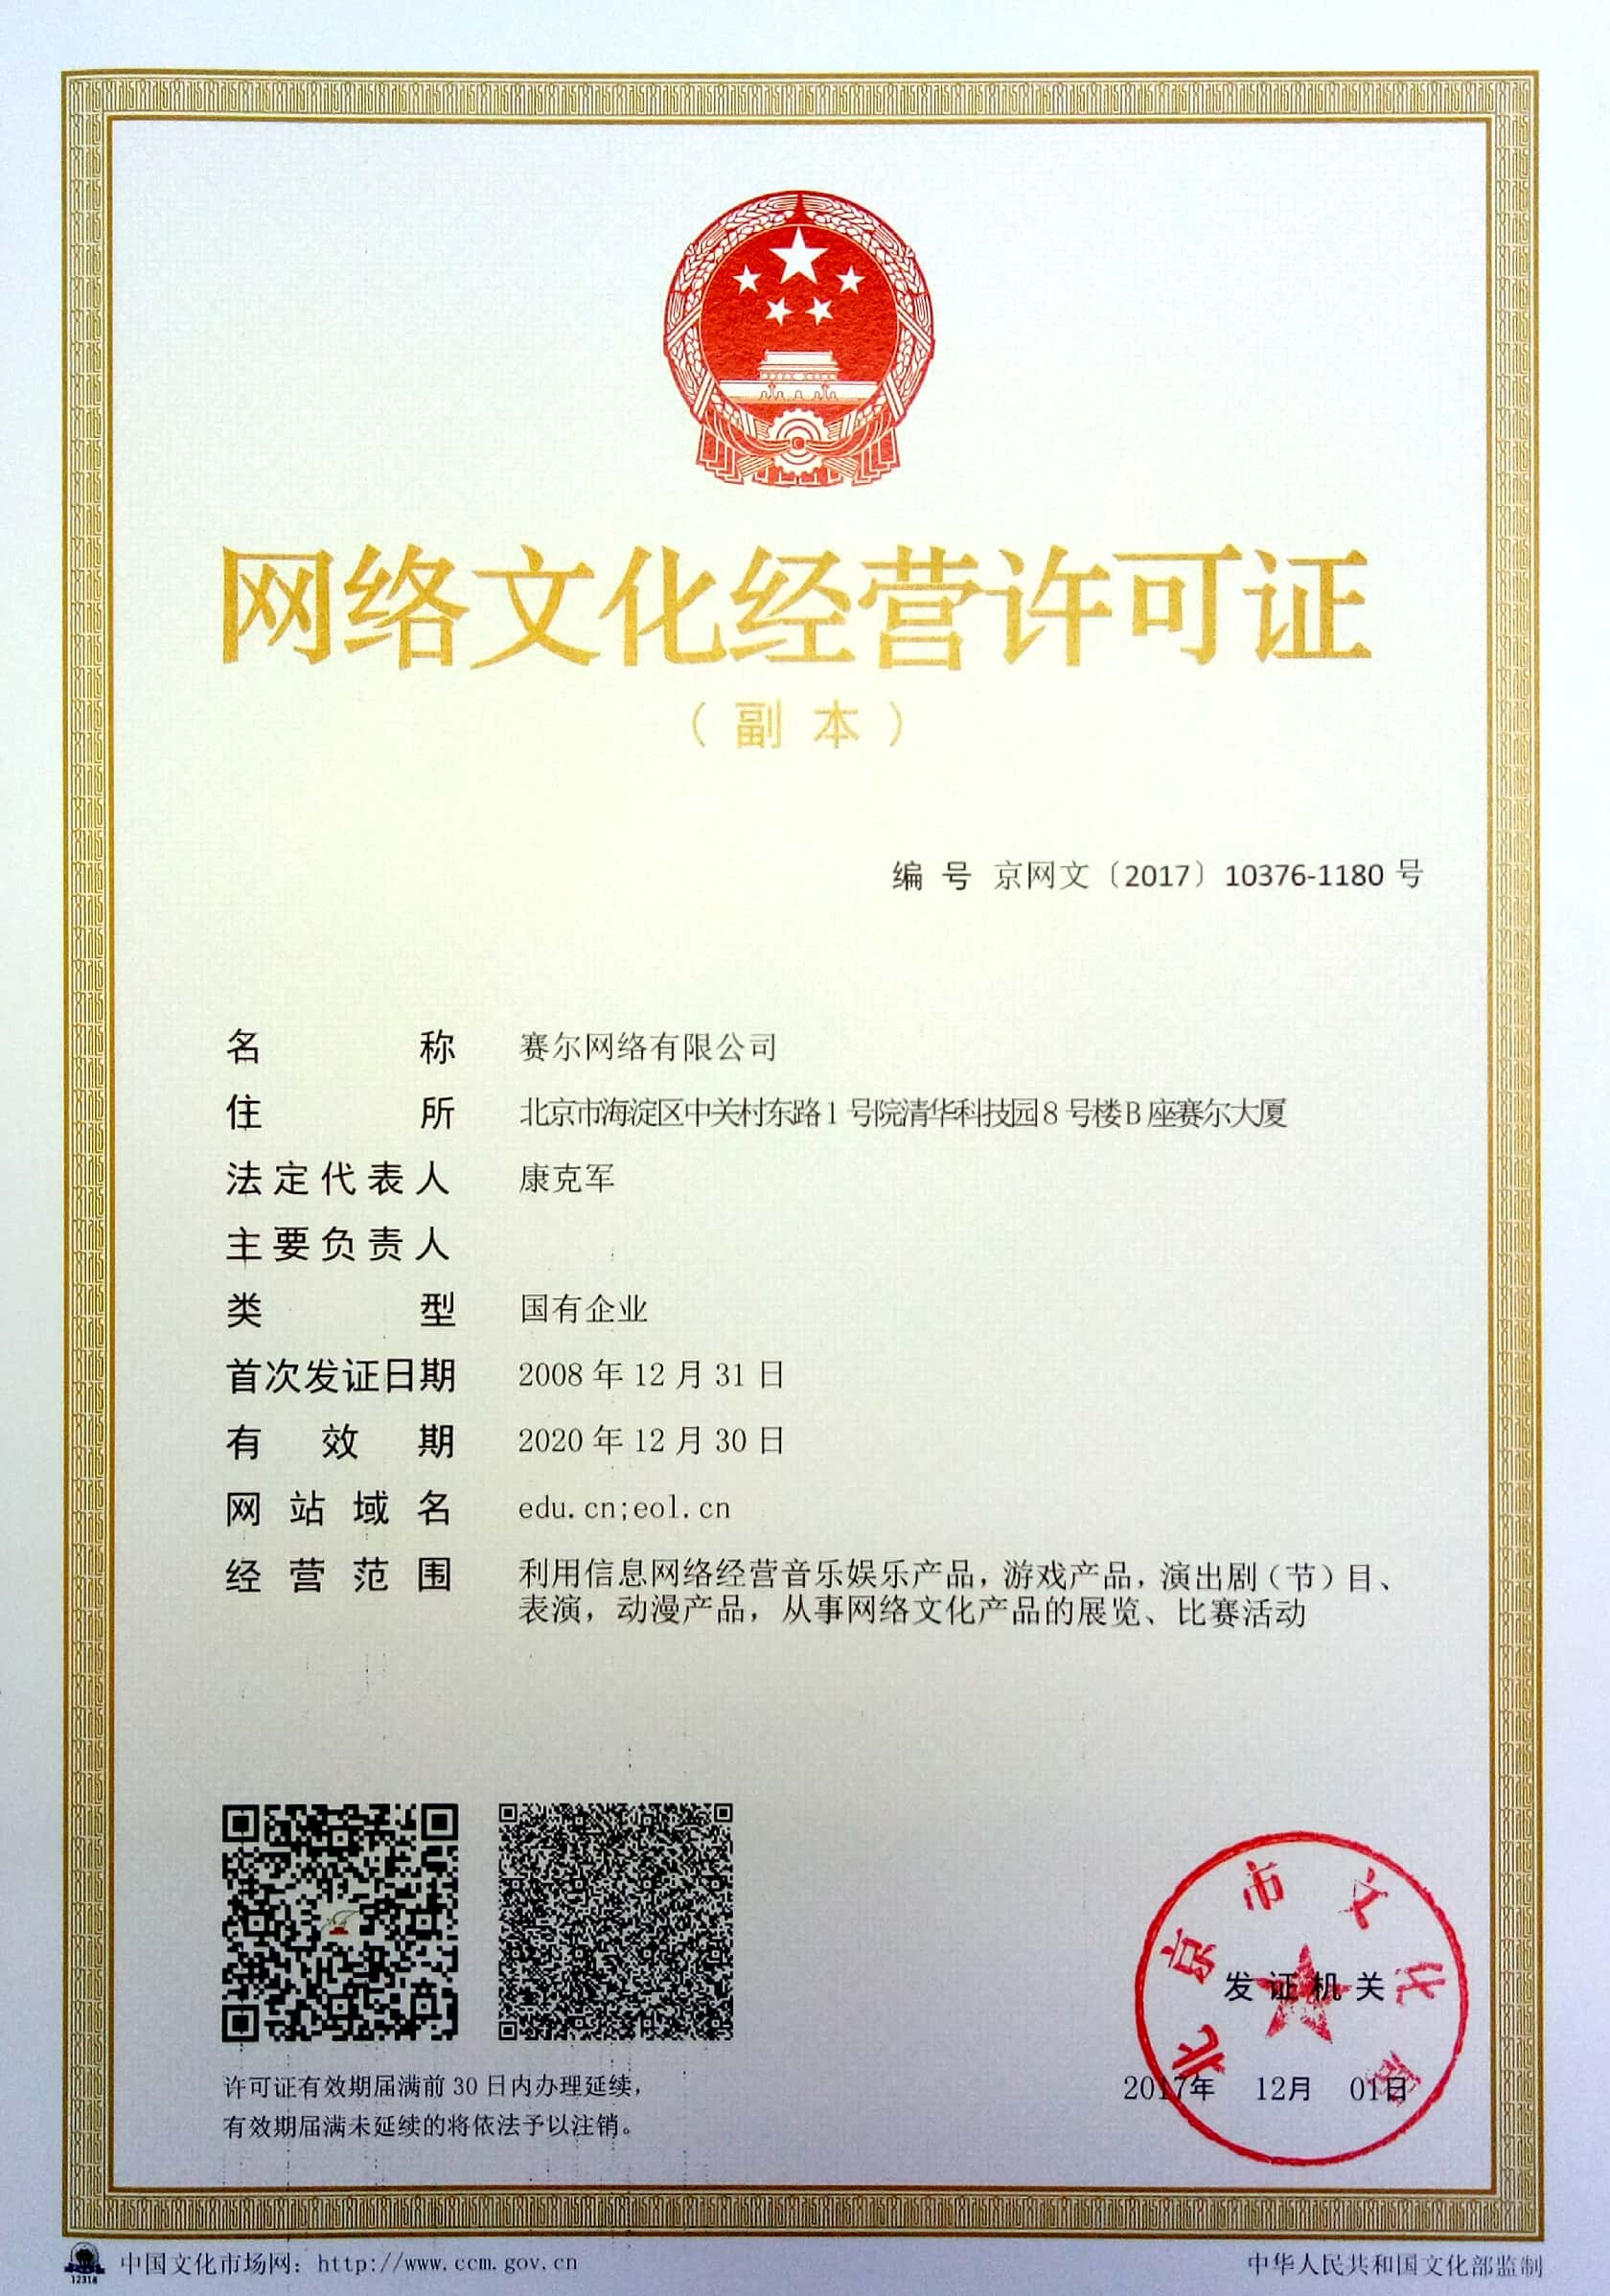 网络文化经营许可证
（副本）
编 号 京网文〔2017〕10376-1180 号
名称 赛尔网络有限公司
住所 北京市海淀区中关村东路1号院清华科技园8号楼B座赛尔大厦
法定代表人 康克军
主要负责人
类型 国有企业
首次发证日期 2008 年 12 月 31 日
有效期 2020 年 12 月 30 日
网站域名 edu.cn;eol.cn
经营范围 利用信息网络经营音乐娱乐产品，游戏产品，演出剧（节）目、
表演，动漫产品，从事网络文化产品的展览、比赛活动
北京市文化局
发证机关
2017年 12月 01日
许可证有效期届满前 30 日内办理延续，
有效期届满未延续的将依法予以注销。
12318
中国文化市场网：http://www.ccm.gov.cn
中华人民共和国文化部监制